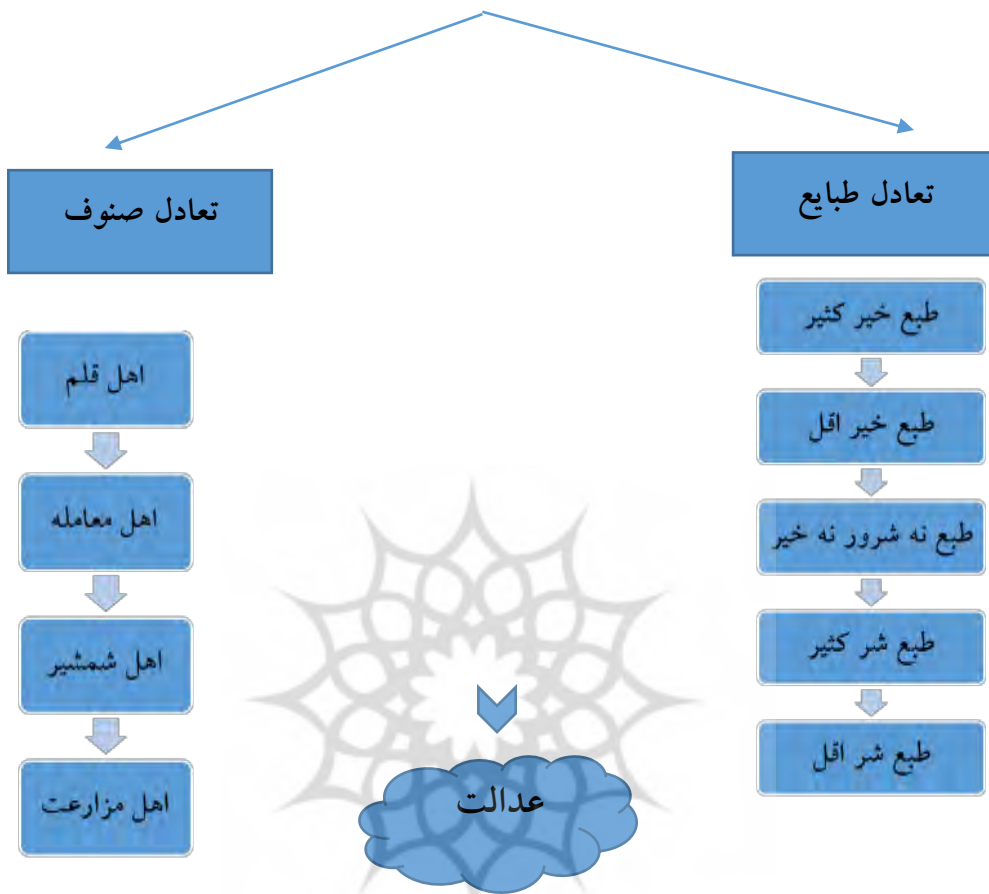 تعادل طبایع
طبع خیر کثیر
طبع خیر اقل
طبع نه شرور نه خیر
طبع شر کثیر
طبع شر اقل
تعادل صنوف
اهل قلم
اهل معامله
اهل شمشیر
اهل مزارعت
عدالت